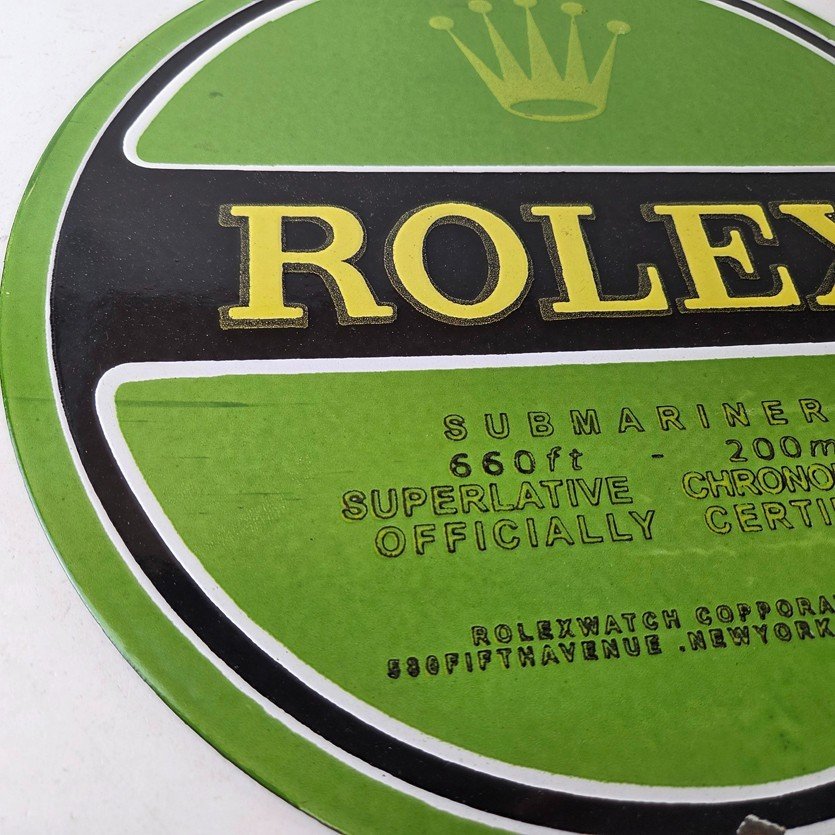 ROLEX
SUBMARINER
660ft - 200m
SUPERLATIVE CHRONO
OFFICIALLY CERTI
ROLEXWATCH COPPORA
580FIFTHAVENUE .NEWYORK